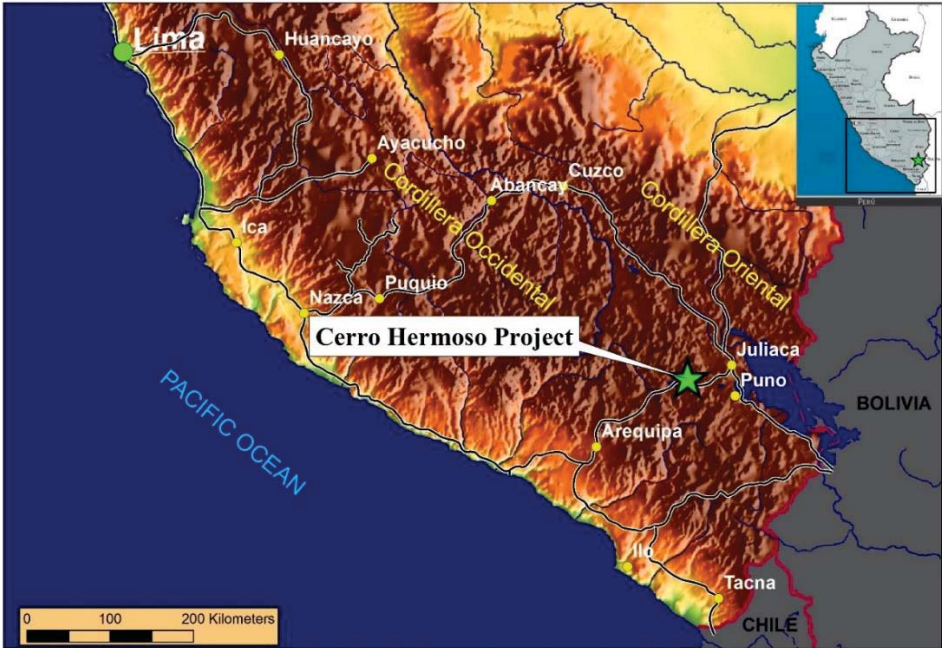 Lima
Huancayo
Ayacucho
Cuzco
Abancay
Cordillera Occidental
Cordillera Oriental
Ica
Puquio
Nazca
Cerro Hermoso Project
Juliaca
Puno
BOLIVIA
PACIFIC OCEAN
Arequipa
Ilo
Tacna
CHILE
0 100 200 Kilometers
PERÚ